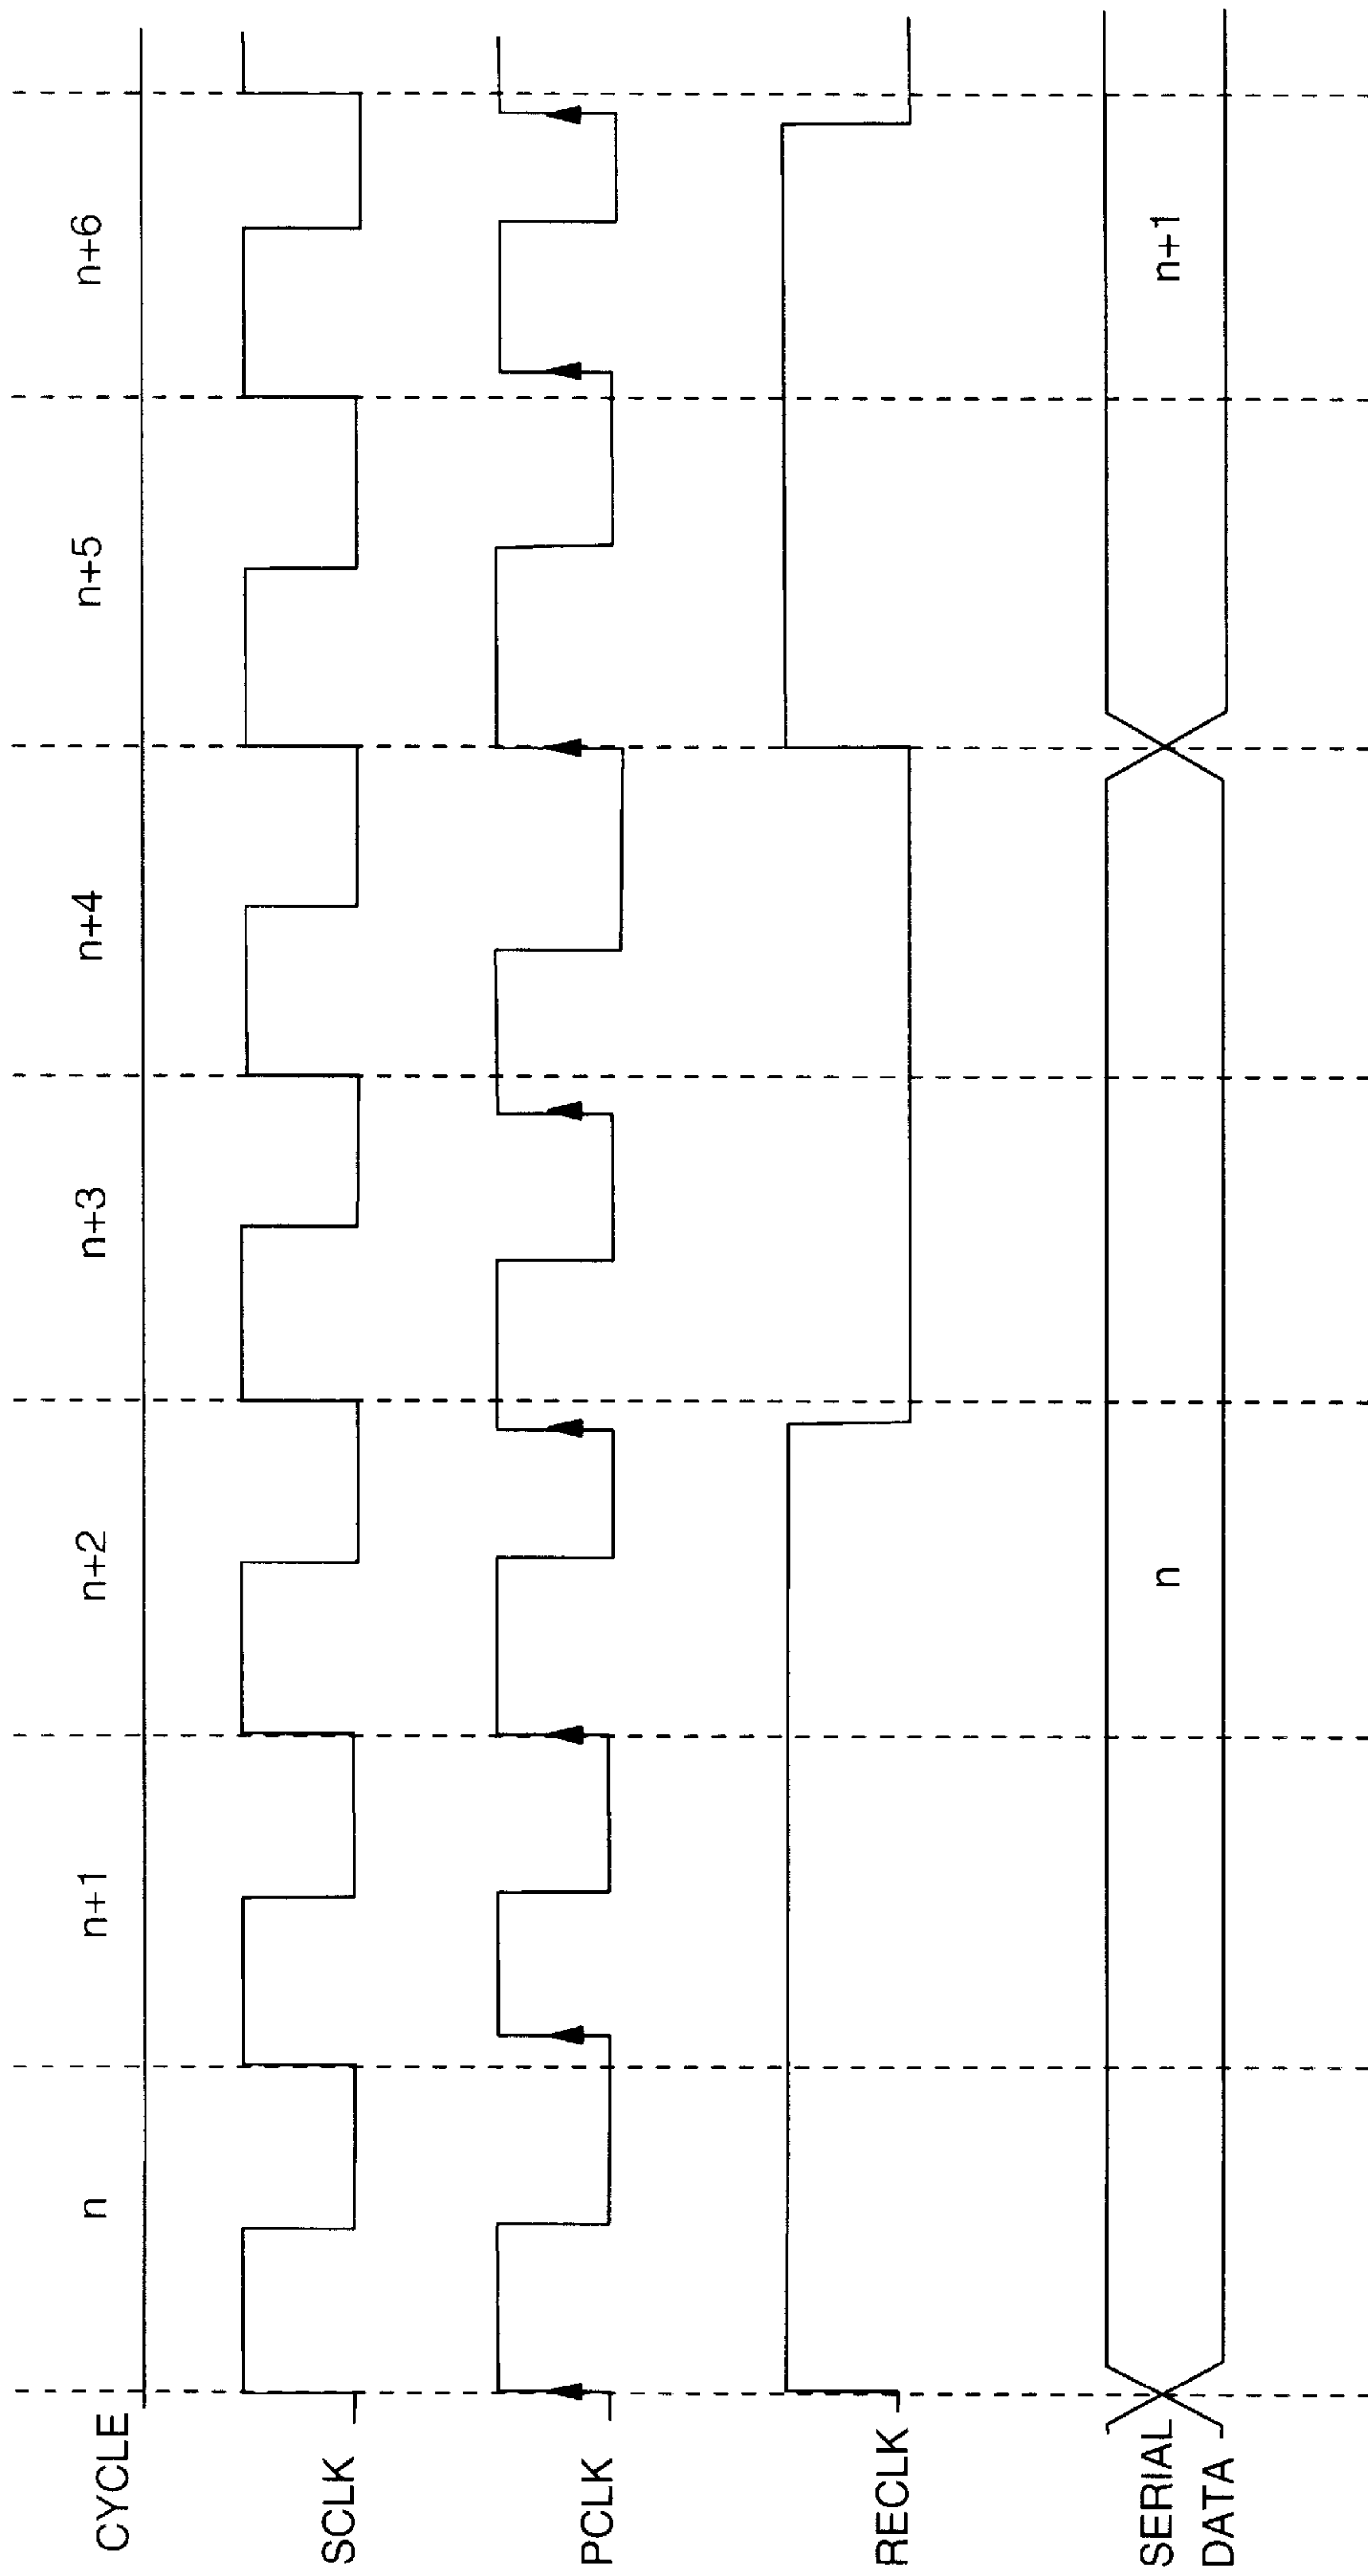 CYCLE n n+1 n+2 n+3 n+4 n+5 n+6
SCLK
PCLK
RECLK
SERIAL
DATA
n n+1